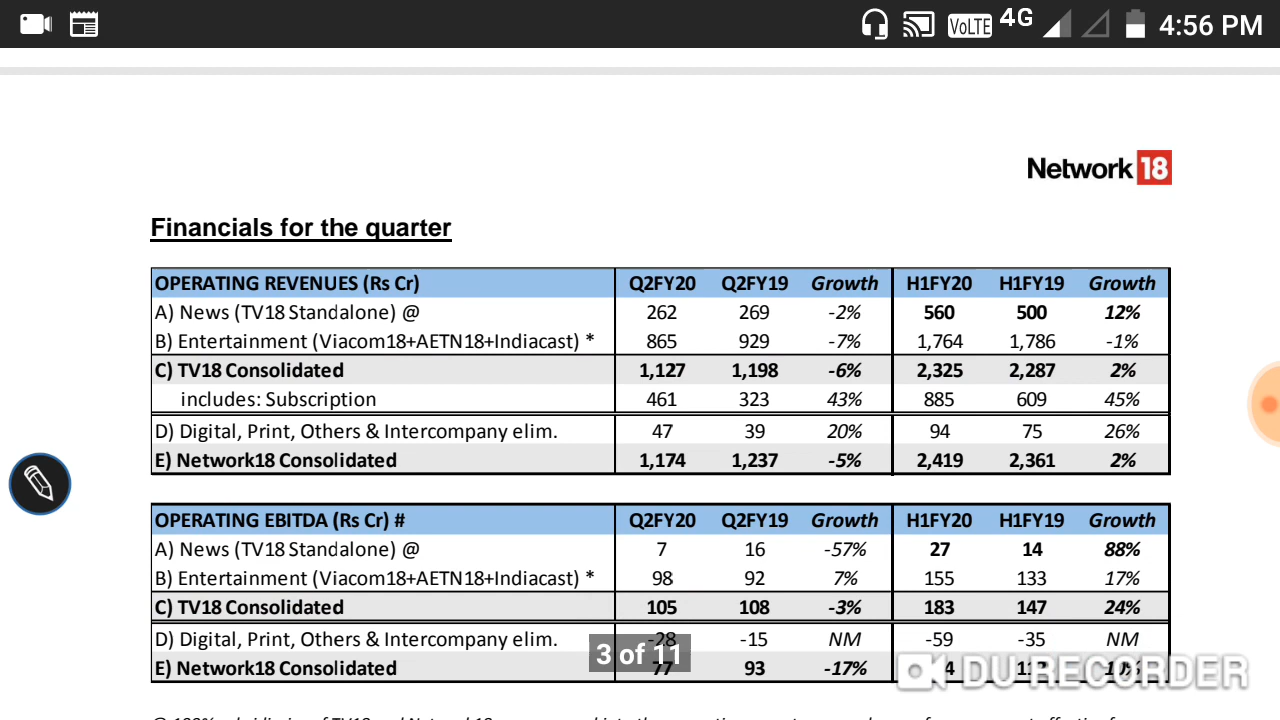 VoLTE 4G 4:56 PM
Network 18
Financials for the quarter
OPERATING REVENUES (Rs Cr) Q2FY20 Q2FY19 Growth H1FY20 H1FY19 Growth
A) News (TV18 Standalone) @ 262 269 -2% 560 500 12%
B) Entertainment (Viacom18+AETN18+Indiacast) * 865 929 -7% 1,764 1,786 -1%
C) TV18 Consolidated 1,127 1,198 -6% 2,325 2,287 2%
includes: Subscription 461 323 43% 885 609 45%
D) Digital, Print, Others & Intercompany elim. 47 39 20% 94 75 26%
E) Network18 Consolidated 1,174 1,237 -5% 2,419 2,361 2%
OPERATING EBITDA (Rs Cr) # Q2FY20 Q2FY19 Growth H1FY20 H1FY19 Growth
A) News (TV18 Standalone) @ 7 16 -57% 27 14 88%
B) Entertainment (Viacom18+AETN18+Indiacast) * 98 92 7% 155 133 17%
C) TV18 Consolidated 105 108 -3% 183 147 24%
D) Digital, Print, Others & Intercompany elim. -28 -15 NM -59 -35 NM
3 of 11
E) Network18 Consolidated 77 93 -17%
DU RECORDER